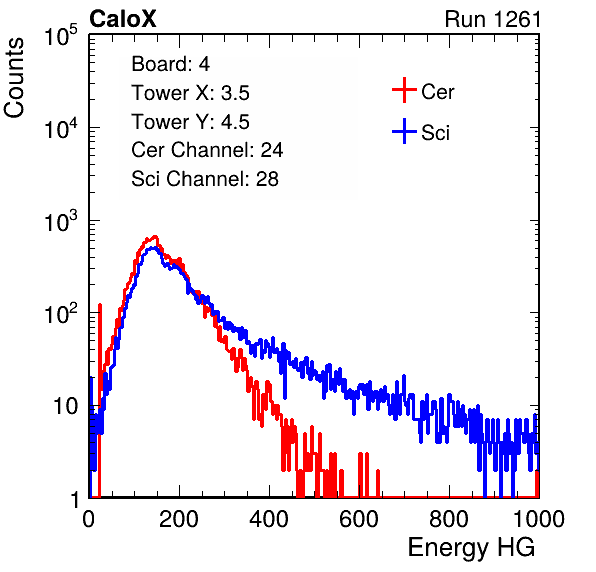 CaloX Run 1261
Counts
10^5
10^4
10^3
10^2
10
1
Board: 4
Tower X: 3.5
Tower Y: 4.5
Cer Channel: 24
Sci Channel: 28
Cer
Sci
0 200 400 600 800 1000
Energy HG